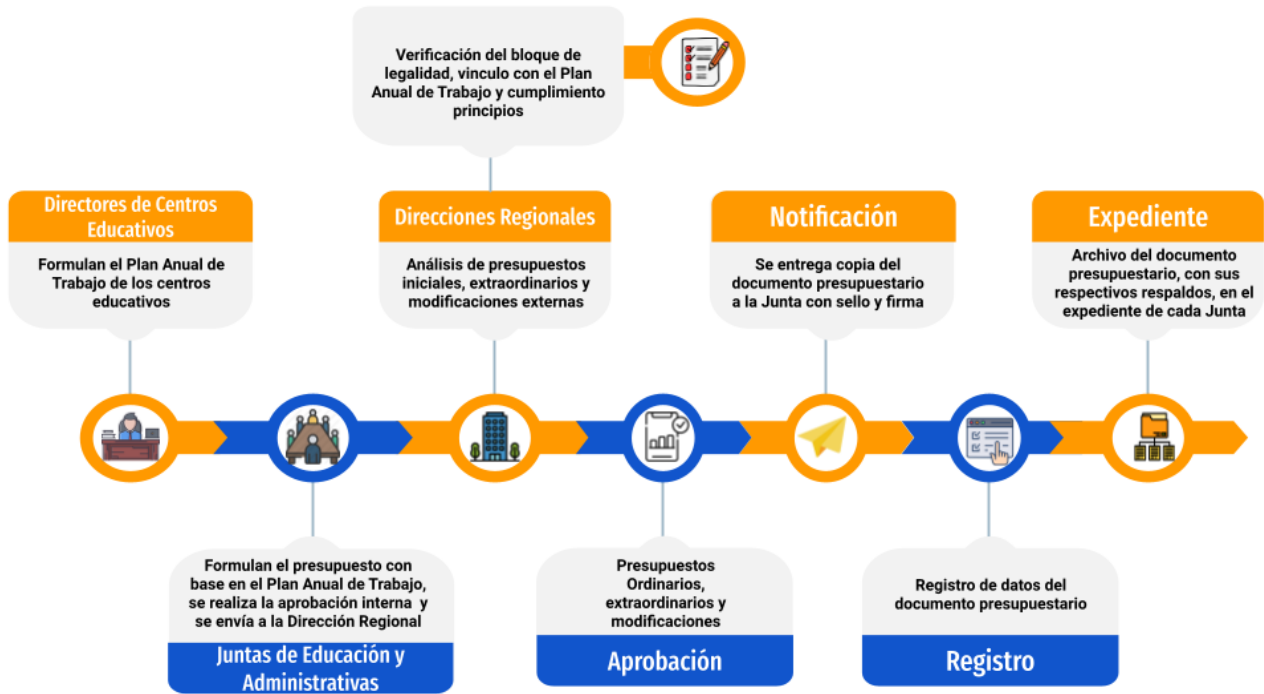 Verificación del bloque de
legalidad, vinculo con el Plan
Anual de Trabajo y cumplimiento
principios
Directores de Centros
Educativos
Formulan el Plan Anual de
Trabajo de los centros
educativos
Direcciones Regionales
Análisis de presupuestos
iniciales, extraordinarios y
modificaciones externas
Notificación
Se entrega copia del
documento presupuestario
a la Junta con sello y firma
Expediente
Archivo del documento
presupuestario, con sus
respectivos respaldos, en el
expediente de cada Junta
Formulan el presupuesto con
base en el Plan Anual de Trabajo,
se realiza la aprobación interna y
se envía a la Dirección Regional
Juntas de Educación y
Administrativas
Presupuestos
Ordinarios,
extraordinarios y
modificaciones
Aprobación
Registro de datos del
documento presupuestario
Registro